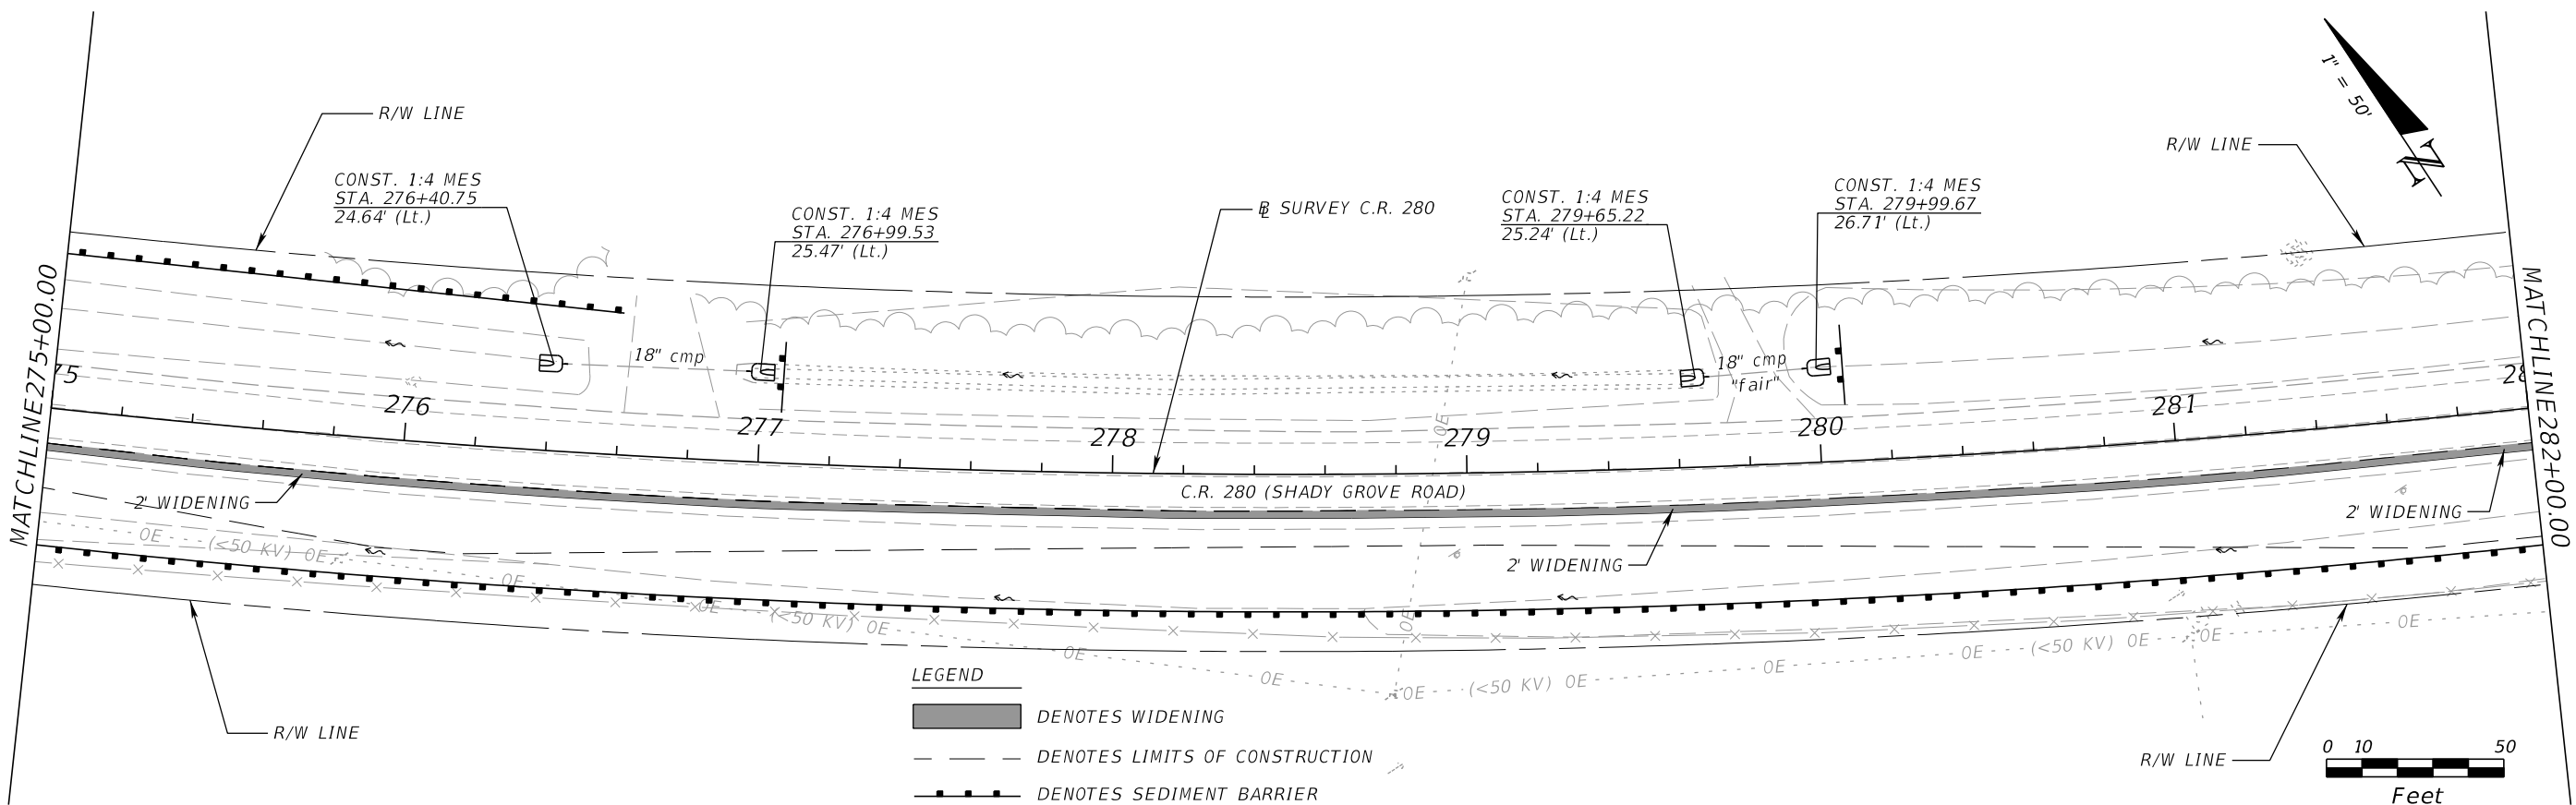 R/W LINE
CONST. 1:4 MES
STA. 276+40.75
24.64' (Lt.)
CONST. 1:4 MES
STA. 276+99.53
25.47' (Lt.)
B SURVEY C.R. 280
CONST. 1:4 MES
STA. 279+65.22
25.24' (Lt.)
CONST. 1:4 MES
STA. 279+99.67
26.71' (Lt.)
R/W LINE
1" = 50'
N
MATCHLINE 275+00.00
MATCHLINE 282+00.00
18" cmp
18" cmp
"fair"
75
276
277
278
279
280
281
28
C.R. 280 (SHADY GROVE ROAD)
2' WIDENING
2' WIDENING
2' WIDENING
OE
OE (<50 KV) OE
OE
OE (<50 KV) OE
OE
OE
OE (<50 KV) OE
OE
OE (<50 KV) OE
OE
OE
OE
R/W LINE
R/W LINE
LEGEND
DENOTES WIDENING
DENOTES LIMITS OF CONSTRUCTION
DENOTES SEDIMENT BARRIER
0 10 50
Feet